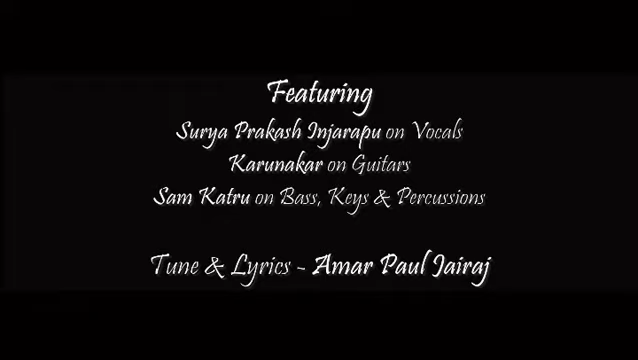 Featuring
Surya Prakash Injarapu on Vocals
Karunakar on Guitars
Sam Katru on Bass, Keys & Percussions
Tune & Lyrics - Amar Paul Jairaj